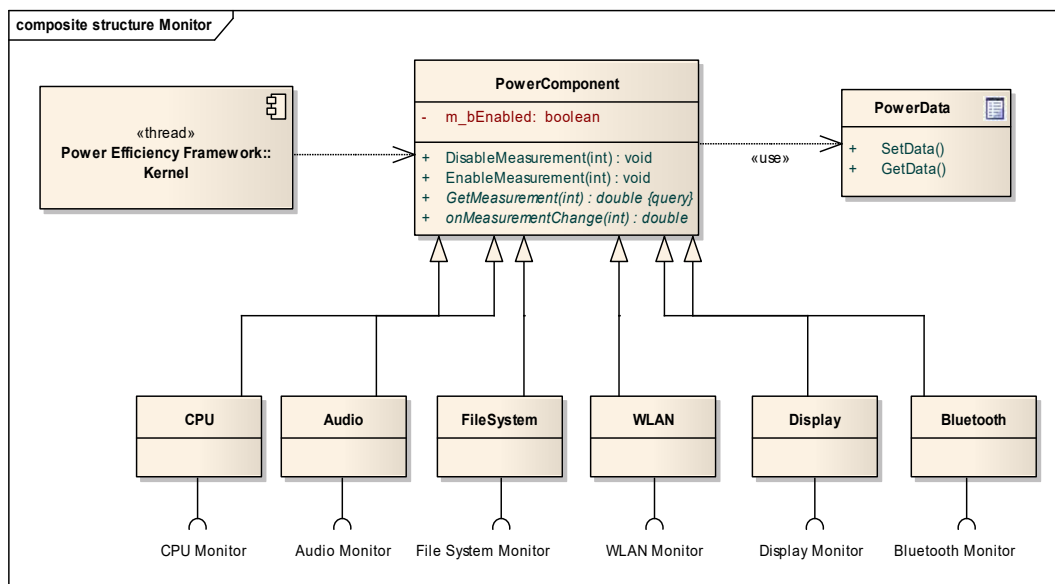 composite structure Monitor
«thread»
Power Efficiency Framework::
Kernel
PowerComponent
- m_bEnabled: boolean
+ DisableMeasurement(int) : void
+ EnableMeasurement(int) : void
+ GetMeasurement(int) : double {query}
+ onMeasurementChange(int) : double
«use»
PowerData
+ SetData()
+ GetData()
CPU
Audio
FileSystem
WLAN
Display
Bluetooth
CPU Monitor
Audio Monitor
File System Monitor
WLAN Monitor
Display Monitor
Bluetooth Monitor